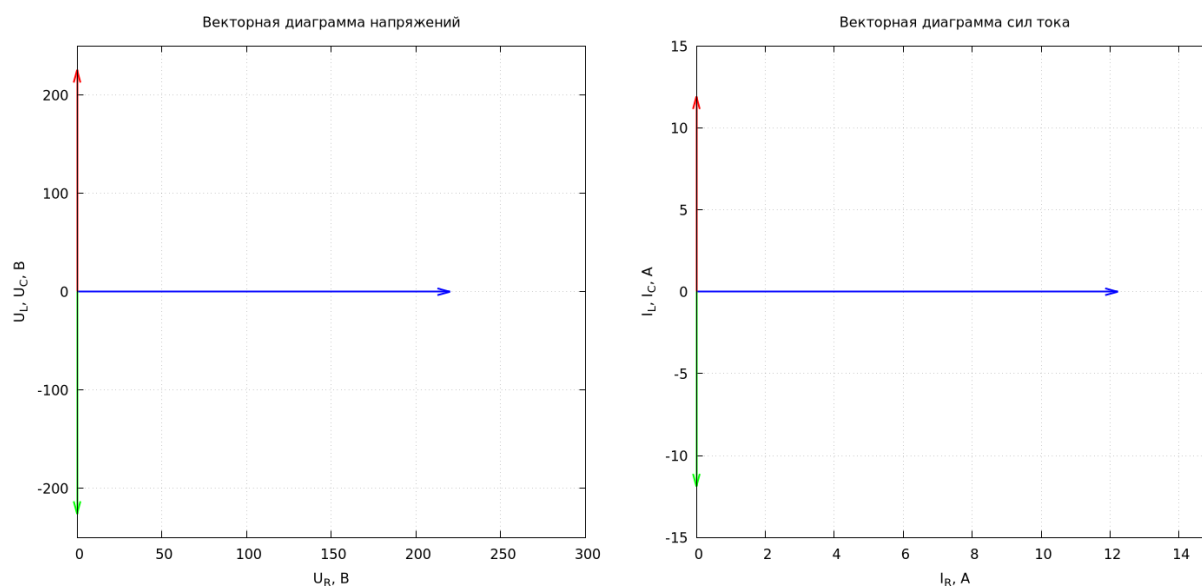 Векторная диаграмма напряжений
200
100
0
-100
-200
0 50 100 150 200 250 300
U_L, U_C, В
U_R, В
Векторная диаграмма сил тока
15
10
5
0
-5
-10
-15
0 2 4 6 8 10 12 14
I_L, I_C, А
I_R, А